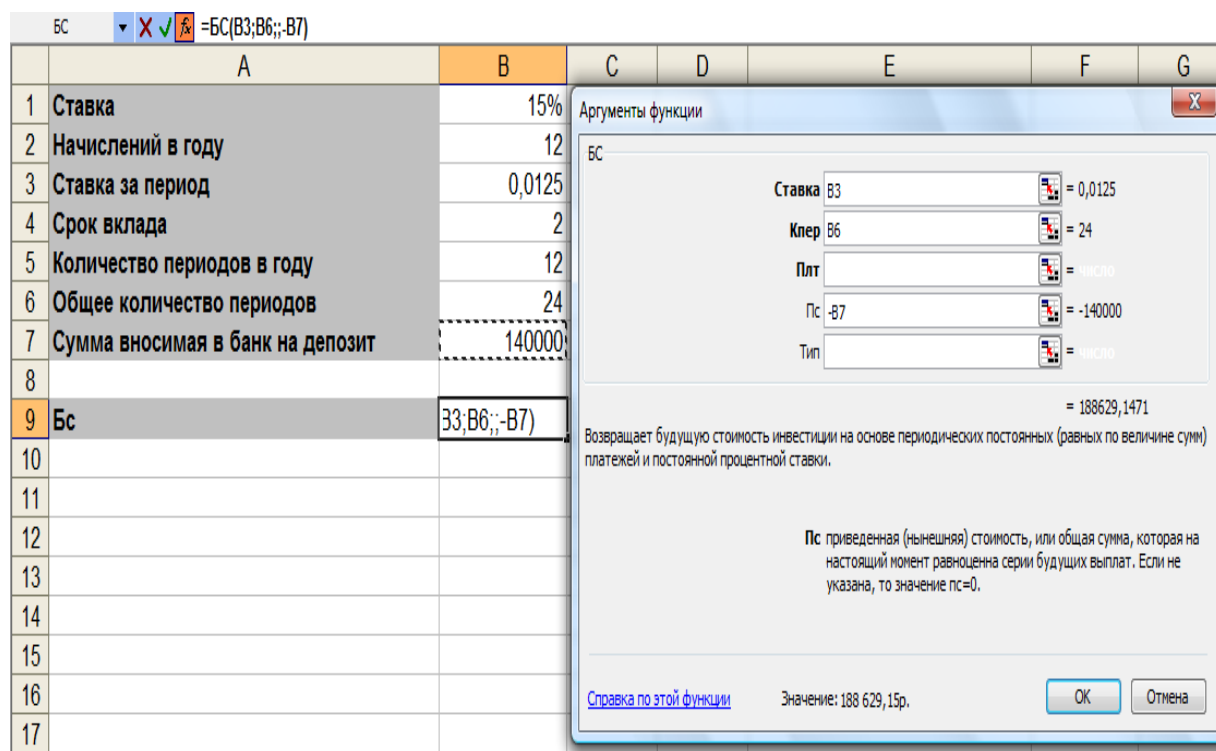 БС =БС(B3;B6;;-B7)
A B C D E F G
1 Ставка 15%
2 Начислений в году 12
3 Ставка за период 0,0125
4 Срок вклада 2
5 Количество периодов в году 12
6 Общее количество периодов 24
7 Сумма вносимая в банк на депозит 140000
8
9 Бс B3;B6;;-B7)
10
11
12
13
14
15
16
17
Аргументы функции
БС
Ставка B3 = 0,0125
Кпер B6 = 24
Плт = число
Пс -B7 = -140000
Тип = число
= 188629,1471
Возвращает будущую стоимость инвестиции на основе периодических постоянных (равных по величине сумм)
платежей и постоянной процентной ставки.
Пс приведенная (нынешняя) стоимость, или общая сумма, которая на
настоящий момент равноценна серии будущих выплат. Если не
указана, то значение пс=0.
Справка по этой функции Значение: 188 629,15р. ОК Отмена